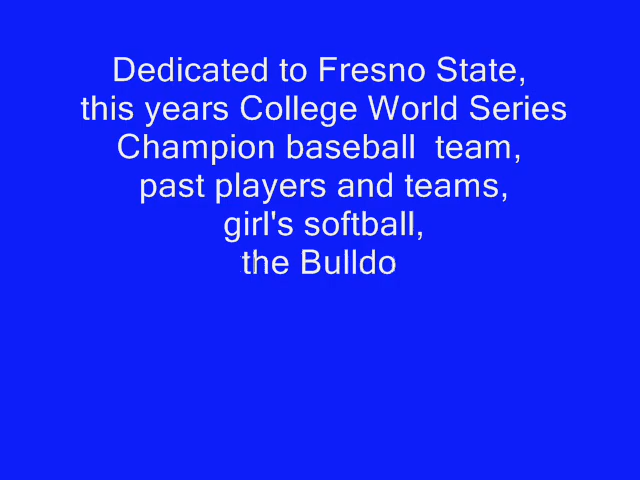 Dedicated to Fresno State,
this years College World Series
Champion baseball  team,
past players and teams,
girl's softball,
the Bulldo